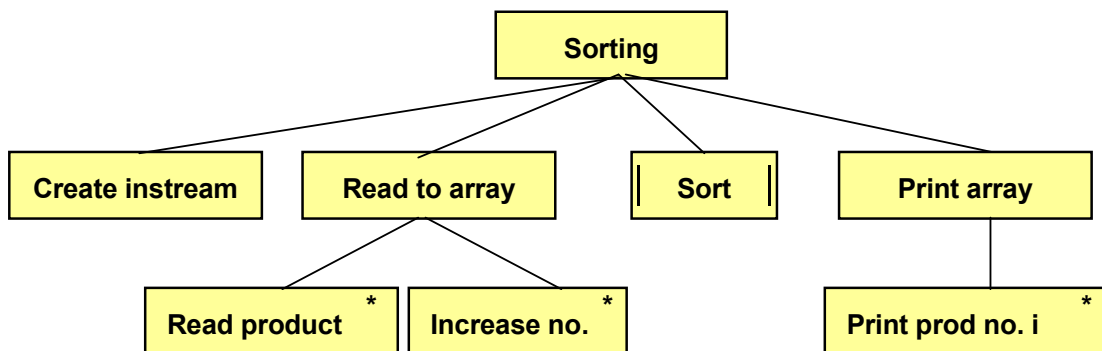 Sorting
Create instream
Read to array
Sort
Print array
Read product *
Increase no. *
Print prod no. i *